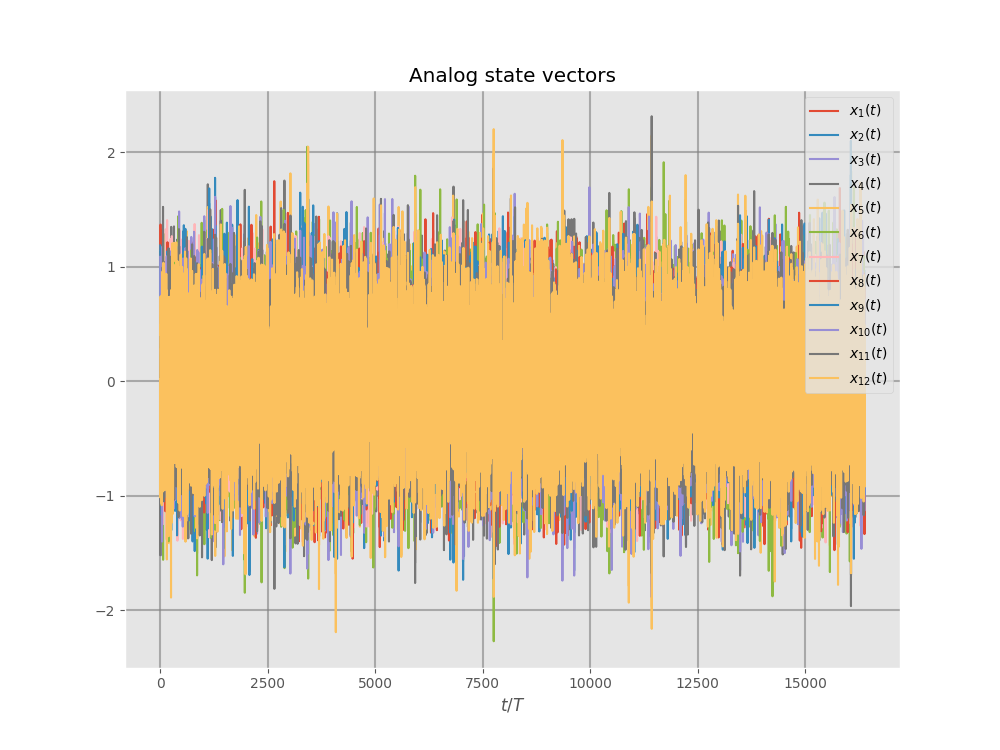 Analog state vectors
2
1
0
−1
−2
0 2500 5000 7500 10000 12500 15000
t/T
x₁(t)
x₂(t)
x₃(t)
x₄(t)
x₅(t)
x₆(t)
x₇(t)
x₈(t)
x₉(t)
x₁₀(t)
x₁₁(t)
x₁₂(t)